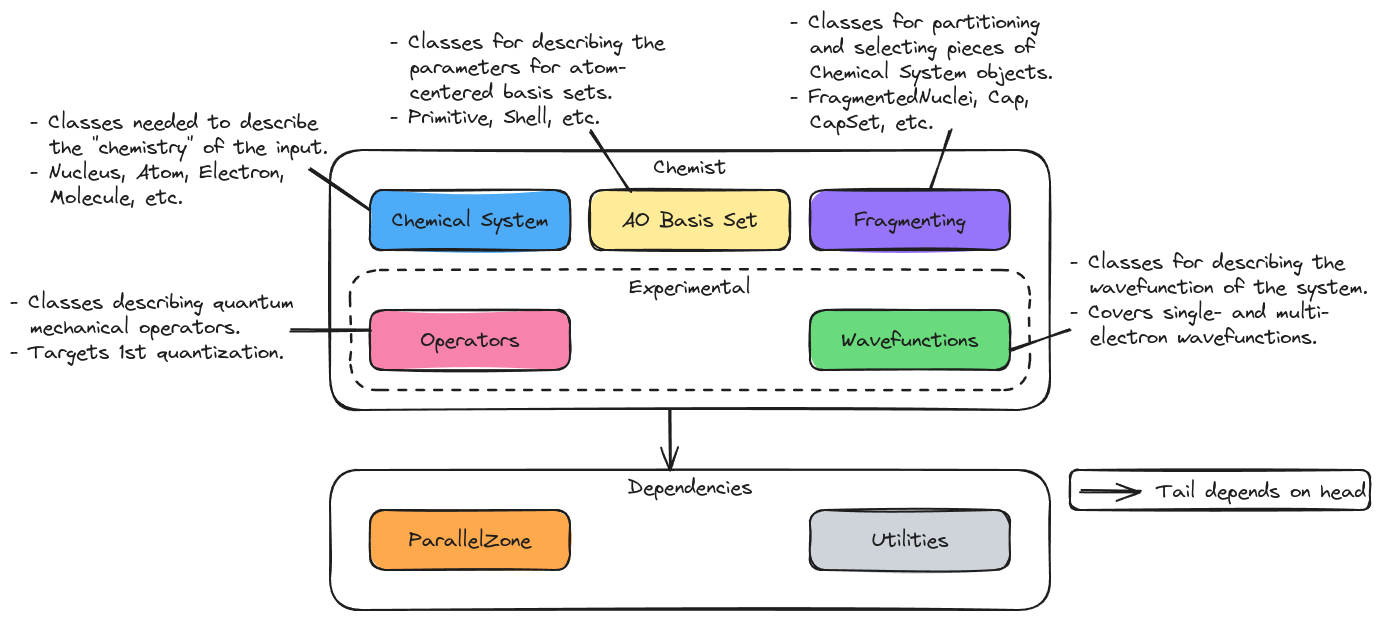 - Classes for partitioning
and selecting pieces of
Chemical System objects.
- FragmentedNuclei, Cap,
CapSet, etc.
- Classes for describing the
parameters for atom-
centered basis sets.
- Primitive, Shell, etc.
- Classes needed to describe
the "chemistry" of the input.
- Nucleus, Atom, Electron,
Molecule, etc.
Chemist
Chemical System
AO Basis Set
Fragmenting
Experimental
- Classes describing quantum
mechanical operators.
- Targets 1st quantization.
Operators
Wavefunctions
- Classes for describing the
wavefunction of the system.
- Covers single- and multi-
electron wavefunctions.
Dependencies
ParallelZone
Utilities
Tail depends on head